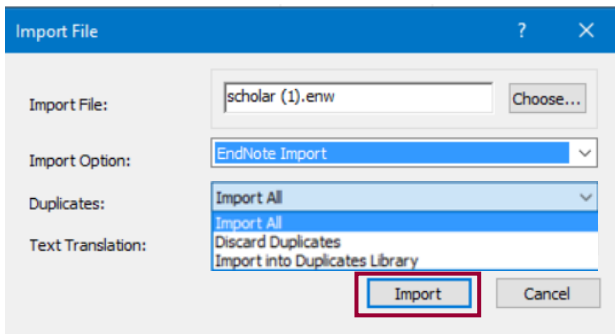 Import File ? ×
Import File: scholar (1).enw Choose...
Import Option: EndNote Import
Duplicates: Import All
Import All
Discard Duplicates
Text Translation:
Import into Duplicates Library
Import Cancel